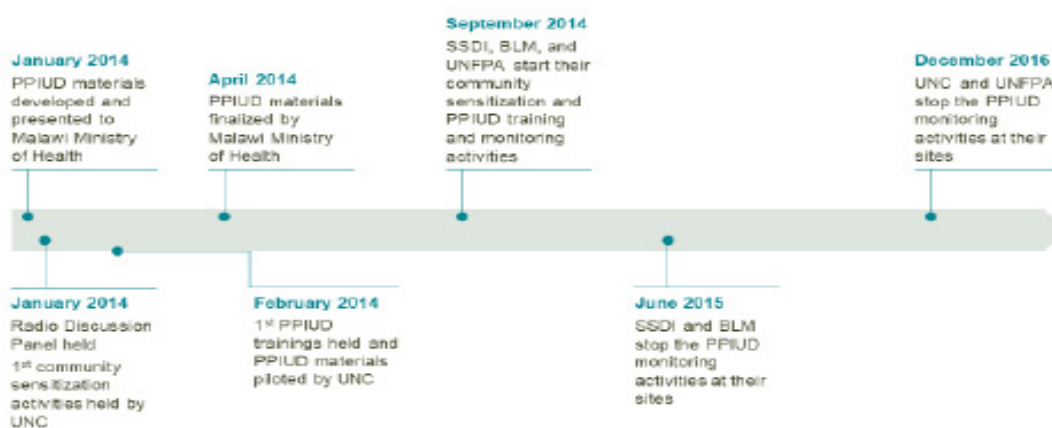 January 2014
PPIUD materials
developed and
presented to
Malawi Ministry
of Health
April 2014
PPIUD materials
finalized by
Malawi Ministry
of Health
September 2014
SSDI, BLM, and
UNFPA start their
community
sensitization and
PPIUD training
and monitoring
activities
December 2016
UNC and UNFPA
stop the PPIUD
monitoring
activities at their
sites
January 2014
Radio Discussion
Panel held
1st community
sensitization
activities held by
UNC
February 2014
1st PPIUD
trainings held and
PPIUD materials
piloted by UNC
June 2015
SSDI and BLM
stop the PPIUD
monitoring
activities at their
sites